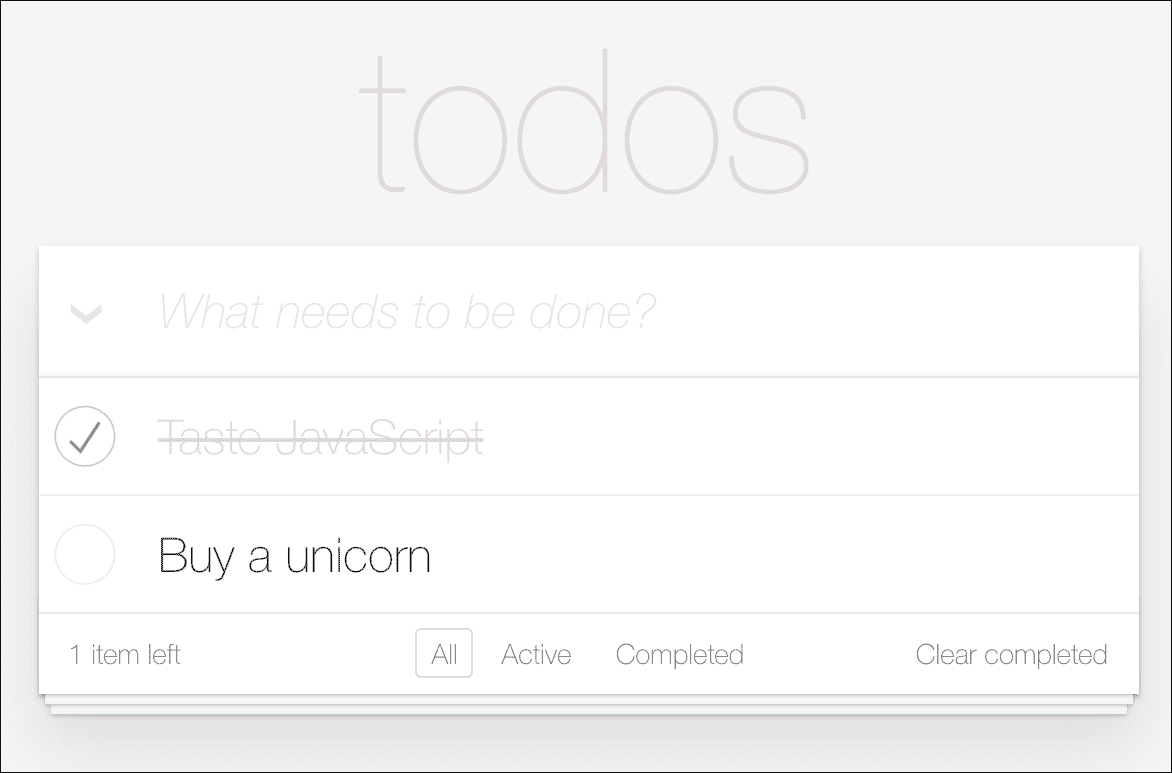 todos
What needs to be done?
Taste JavaScript
Buy a unicorn
1 item left All Active Completed Clear completed